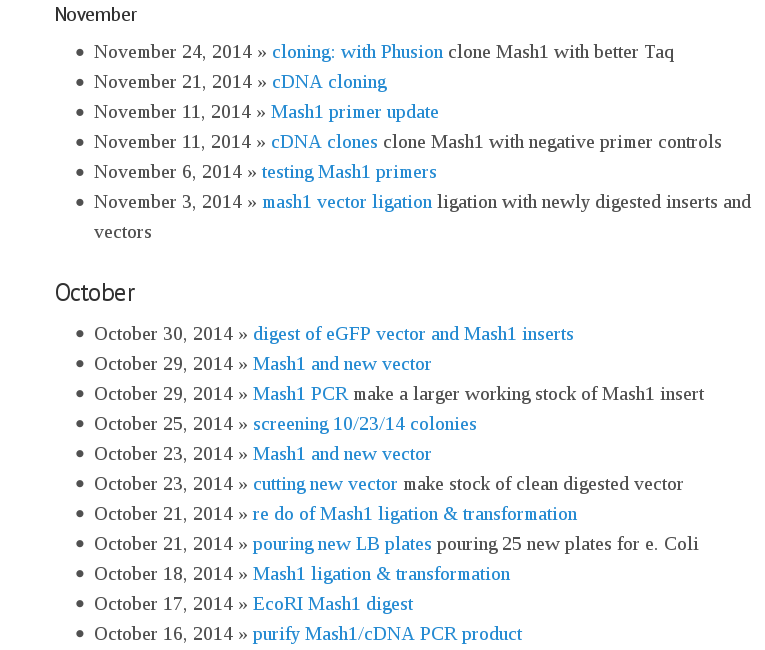 November
November 24, 2014 » cloning: with Phusion clone Mash1 with better Taq
November 21, 2014 » cDNA cloning
November 11, 2014 » Mash1 primer update
November 11, 2014 » cDNA clones clone Mash1 with negative primer controls
November 6, 2014 » testing Mash1 primers
November 3, 2014 » mash1 vector ligation ligation with newly digested inserts and
vectors
October
October 30, 2014 » digest of eGFP vector and Mash1 inserts
October 29, 2014 » Mash1 and new vector
October 29, 2014 » Mash1 PCR make a larger working stock of Mash1 insert
October 25, 2014 » screening 10/23/14 colonies
October 23, 2014 » Mash1 and new vector
October 23, 2014 » cutting new vector make stock of clean digested vector
October 21, 2014 » re do of Mash1 ligation & transformation
October 21, 2014 » pouring new LB plates pouring 25 new plates for e. Coli
October 18, 2014 » Mash1 ligation & transformation
October 17, 2014 » EcoRI Mash1 digest
October 16, 2014 » purify Mash1/cDNA PCR product